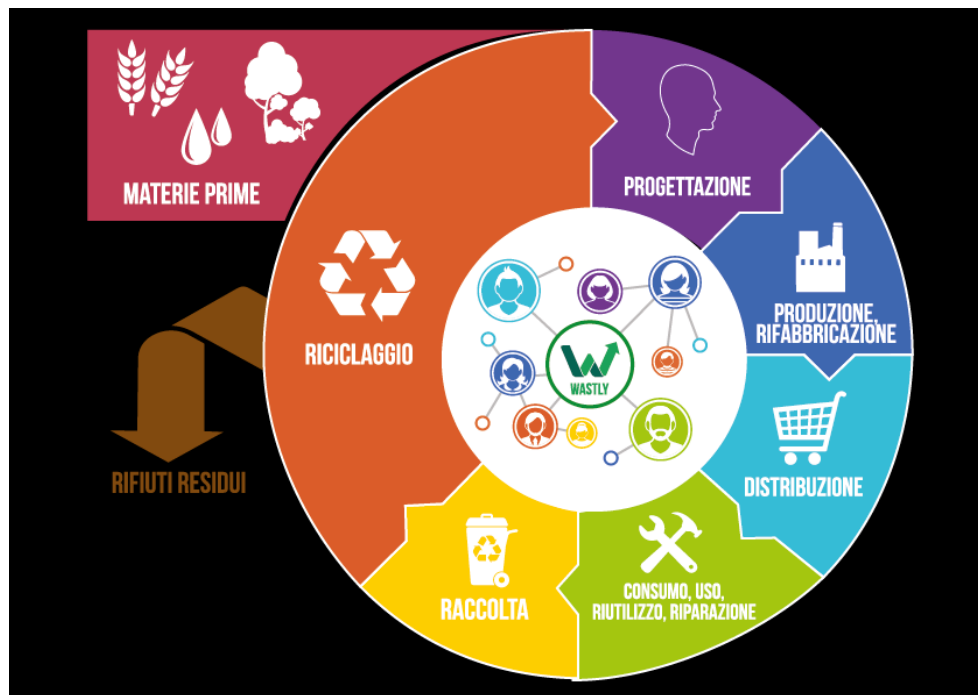 MATERIE PRIME
PROGETTAZIONE
PRODUZIONE,
RIFABBRICAZIONE
DISTRIBUZIONE
CONSUMO, USO,
RIUTILIZZO, RIPARAZIONE
RACCOLTA
RICICLAGGIO
RIFIUTI RESIDUI
W
WASTLY